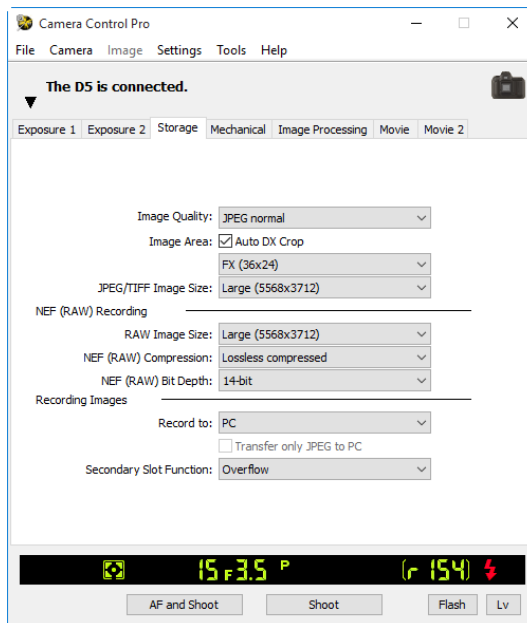 Camera Control Pro
File Camera Image Settings Tools Help
The D5 is connected.
Exposure 1 Exposure 2 Storage Mechanical Image Processing Movie Movie 2
Image Quality: JPEG normal
Image Area: Auto DX Crop
FX (36x24)
JPEG/TIFF Image Size: Large (5568x3712)
NEF (RAW) Recording
RAW Image Size: Large (5568x3712)
NEF (RAW) Compression: Lossless compressed
NEF (RAW) Bit Depth: 14-bit
Recording Images
Record to: PC
Transfer only JPEG to PC
Secondary Slot Function: Overflow
15 F3.5 P (r 154)
AF and Shoot Shoot Flash Lv